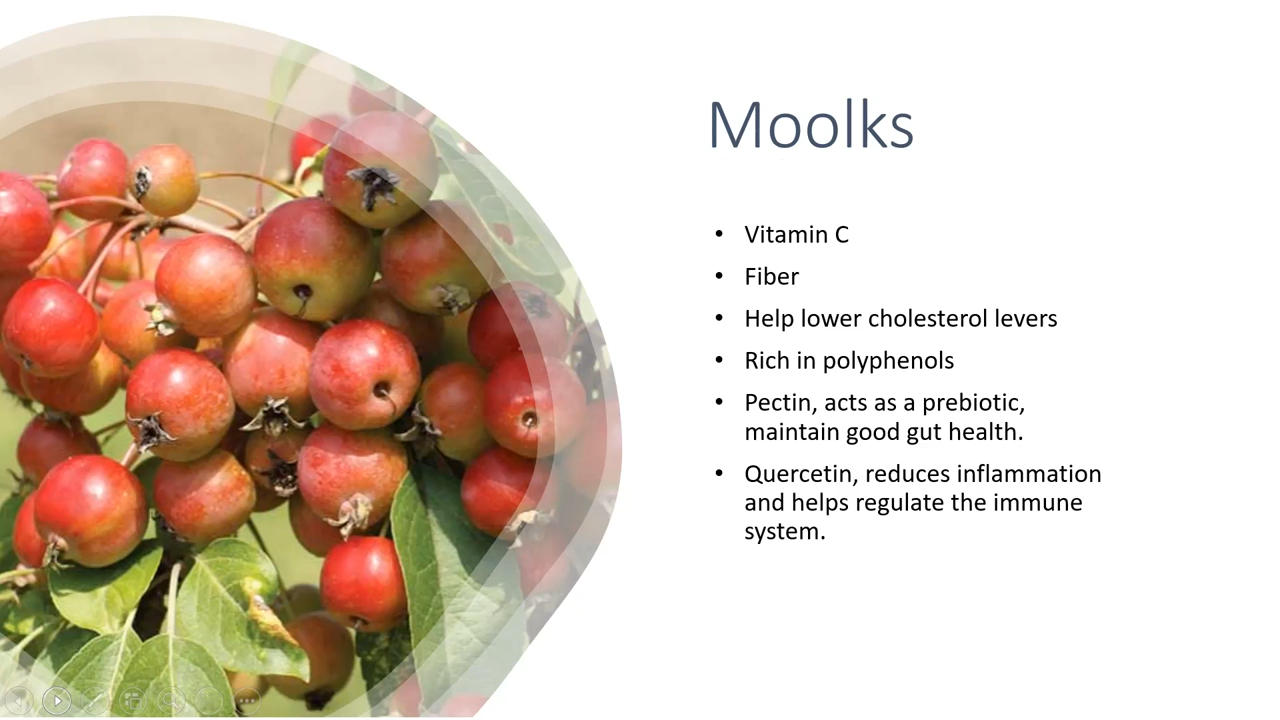 Moolks
• Vitamin C
• Fiber
• Help lower cholesterol levers
• Rich in polyphenols
• Pectin, acts as a prebiotic,
maintain good gut health.
• Quercetin, reduces inflammation
and helps regulate the immune
system.